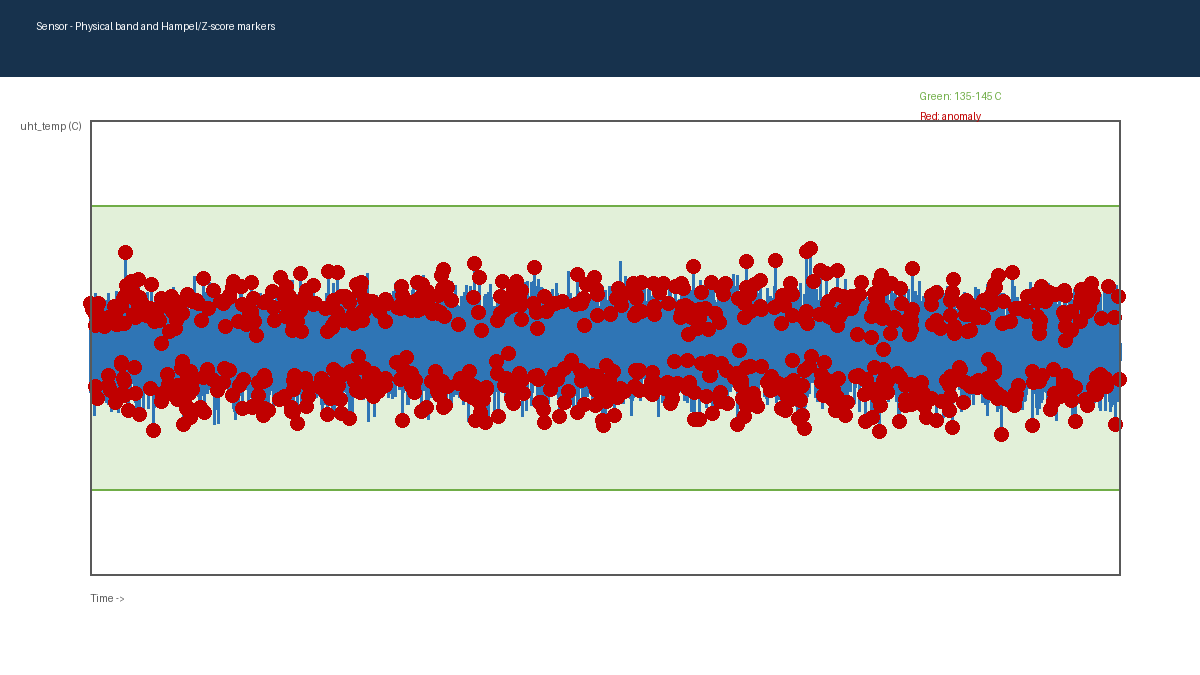 Sensor - Physical band and Hampel/Z-score markers
Green: 135-145 C
Red: anomaly
uht_temp (C)
Time ->